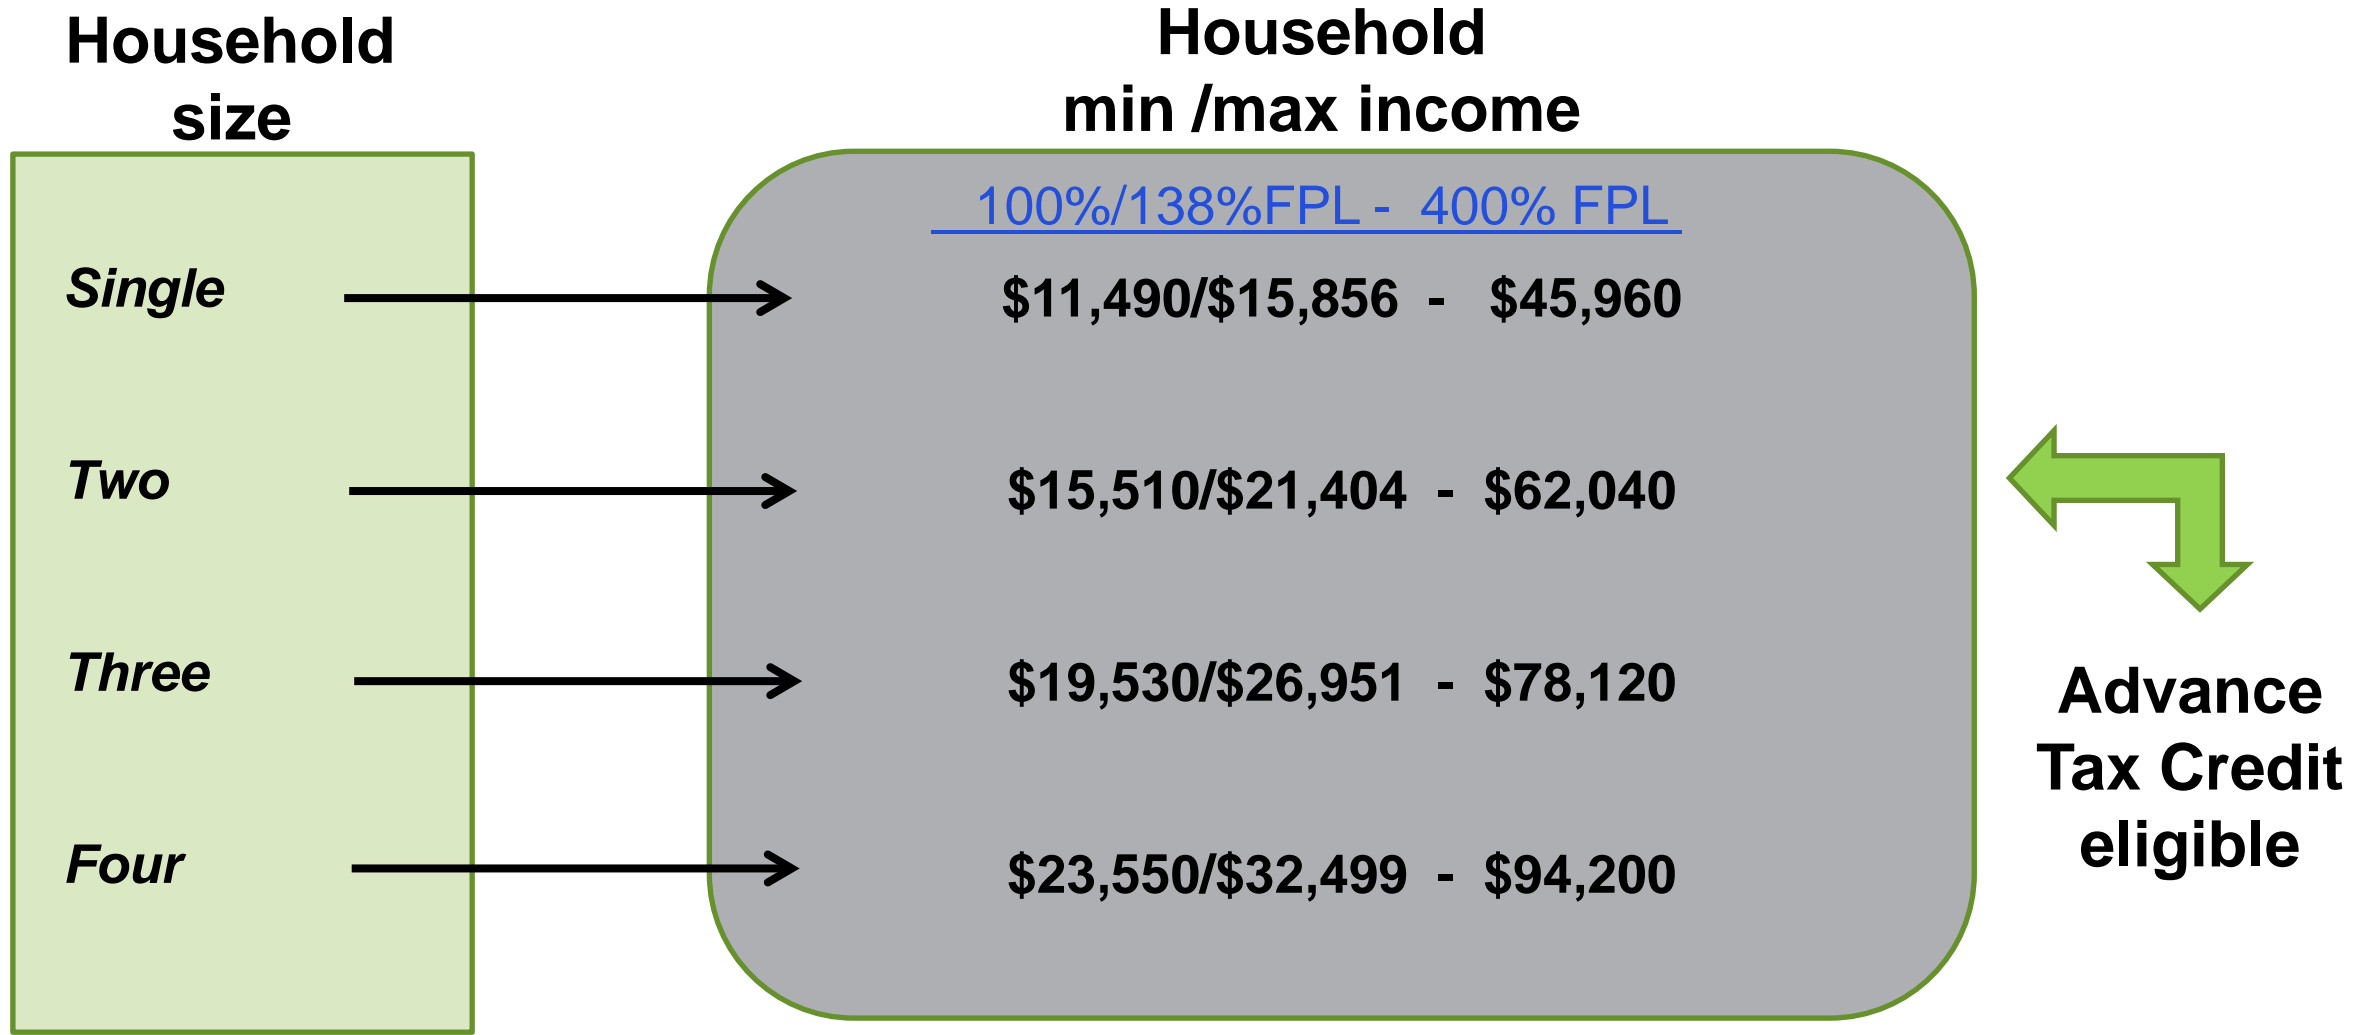 Household
size
Household
min /max income
100%/138%FPL - 400% FPL
Single
$11,490/$15,856 - $45,960
Two
$15,510/$21,404 - $62,040
Three
$19,530/$26,951 - $78,120
Four
$23,550/$32,499 - $94,200
Advance
Tax Credit
eligible